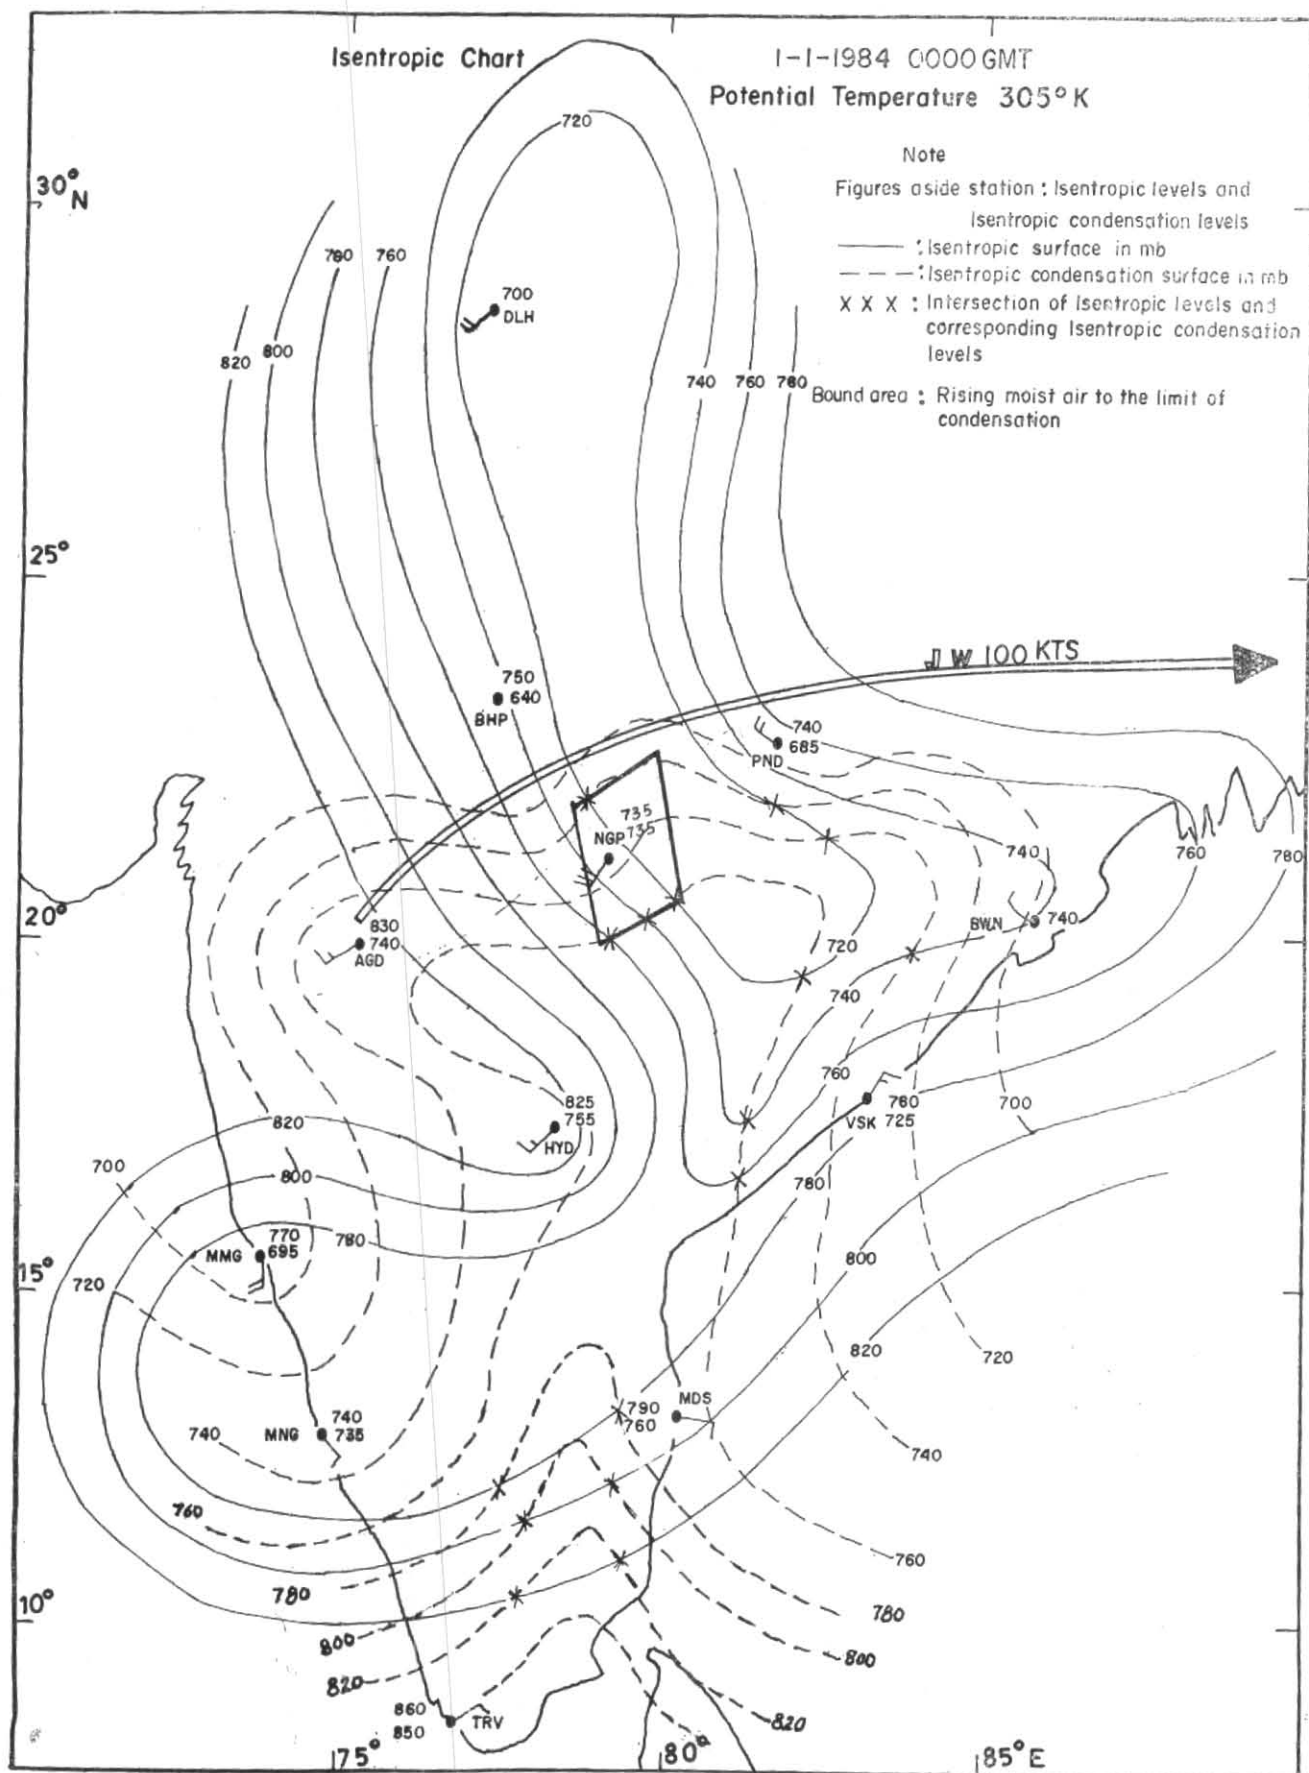 Isentropic Chart
1-1-1984 0000 GMT
Potential Temperature 305°K
Note
Figures aside station : Isentropic levels and
Isentropic condensation levels
: Isentropic surface in mb
: Isentropic condensation surface in mb
X X X : Intersection of Isentropic levels and
corresponding Isentropic condensation
levels
Bound area : Rising moist air to the limit of
condensation
30°
N
720
780 760
700
DLH
820 800
740 760 780
25°
J W 100 KTS
750
640
BHP
740
685
PND
735
NGP 735
740
760 780
20°
830
740
AGD
BWN 740
720
740
760
825
755
HYD
780
VSK 725
700
820
700
800
780
770
MMG 695
780
800
15°
720
820
720
MDS
790
760
740
MNG 735
740
740
760
760
780
10°
780
800
800
820
820
860
850
TRV
75° 80° 85°E